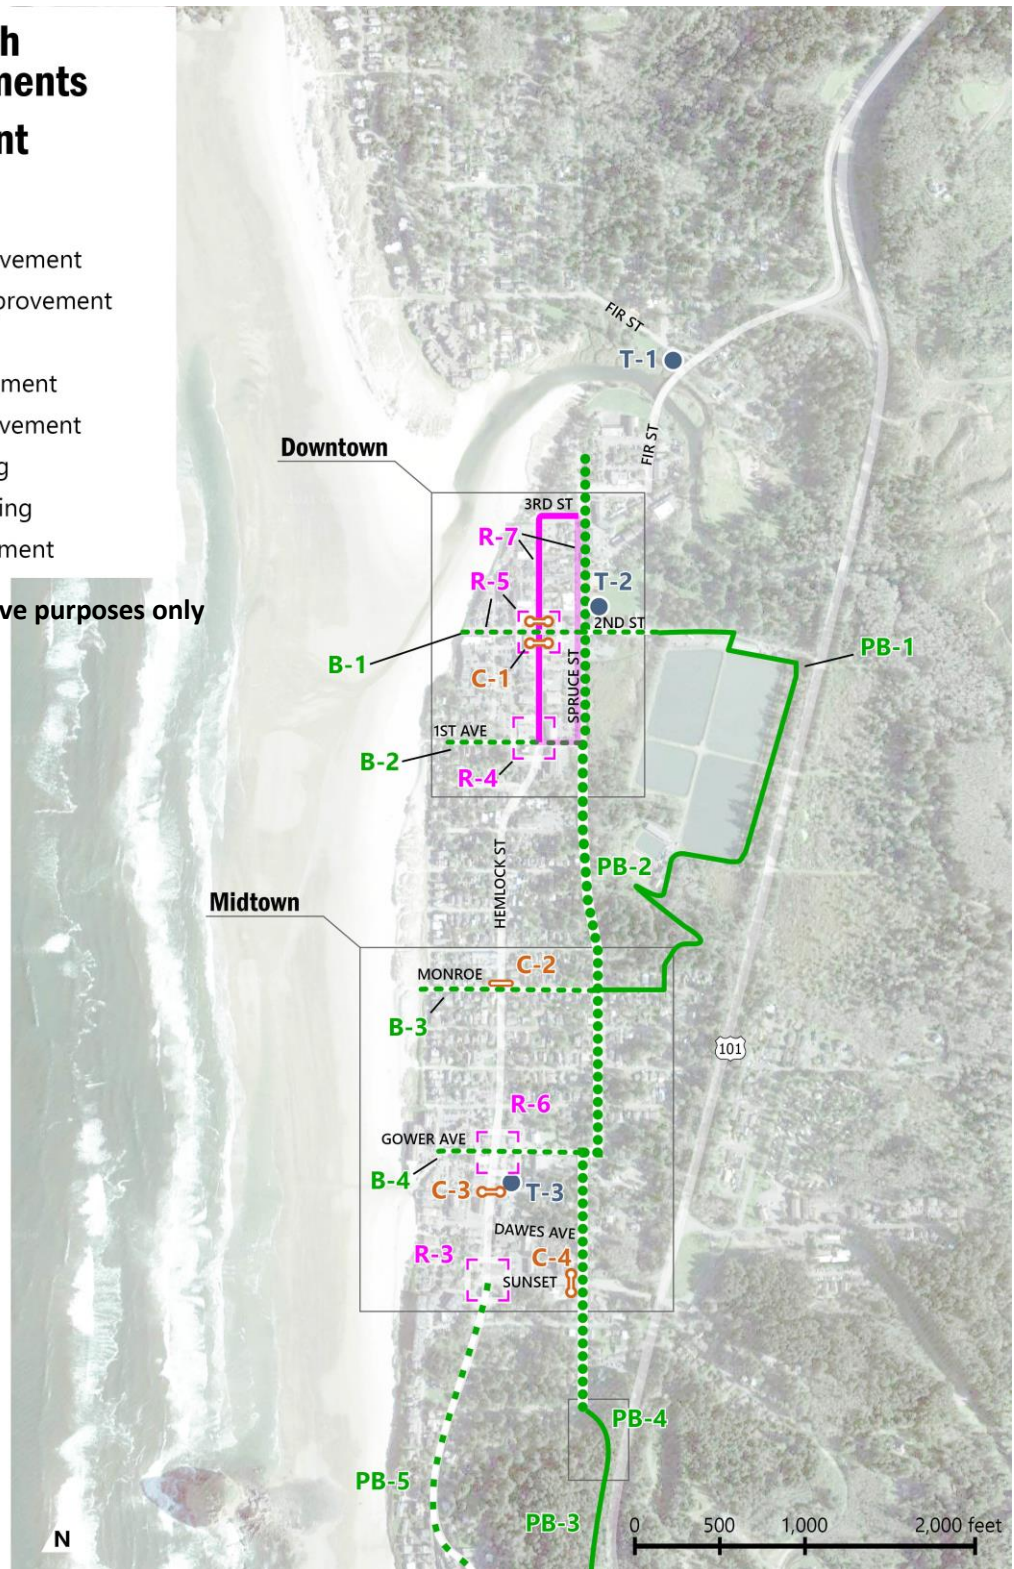 h
ments
nt
vement
provement
ment
vement
g
ing
ment
ve purposes only
FIR ST
T-1
FIR ST
Downtown
3RD ST
R-7
R-5
T-2
2ND ST
B-1
PB-1
C-1
SPRUCE ST
1ST AVE
B-2
R-4
HEMLOCK ST
PB-2
Midtown
MONROE
C-2
B-3
101
R-6
GOWER AVE
B-4
C-3
T-3
DAWES AVE
R-3
C-4
SUNSET
PB-4
PB-5
PB-3
N
0 500 1,000 2,000 feet